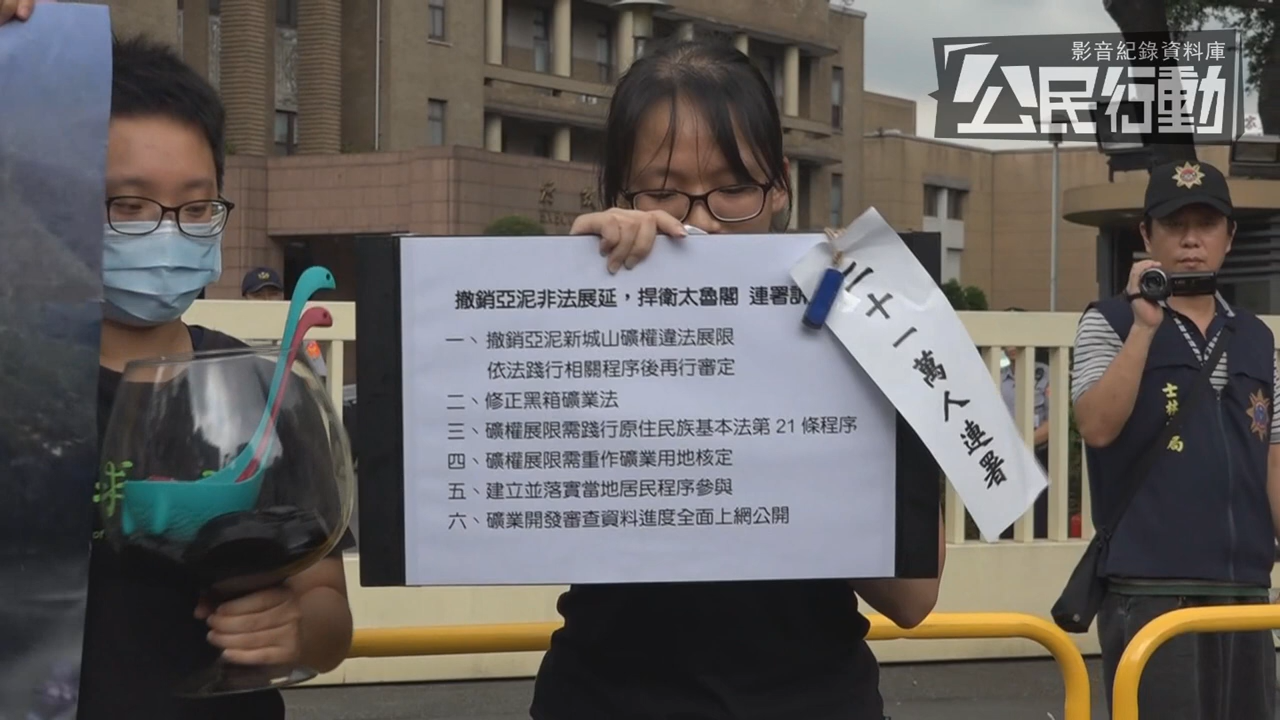 影音紀錄資料庫
公民行動
撤銷亞泥非法展延，捍衛太魯閣 連署訴
一、撤銷亞泥新城山礦權違法展限
依法踐行相關程序後再行審定
二、修正黑箱礦業法
三、礦權展限需踐行原住民族基本法第 21 條程序
四、礦權展限需重作礦業用地核定
五、建立並落實當地居民程序參與
六、礦業開發審查資料進度全面上網公開
二十一萬人連署
士林
局
球